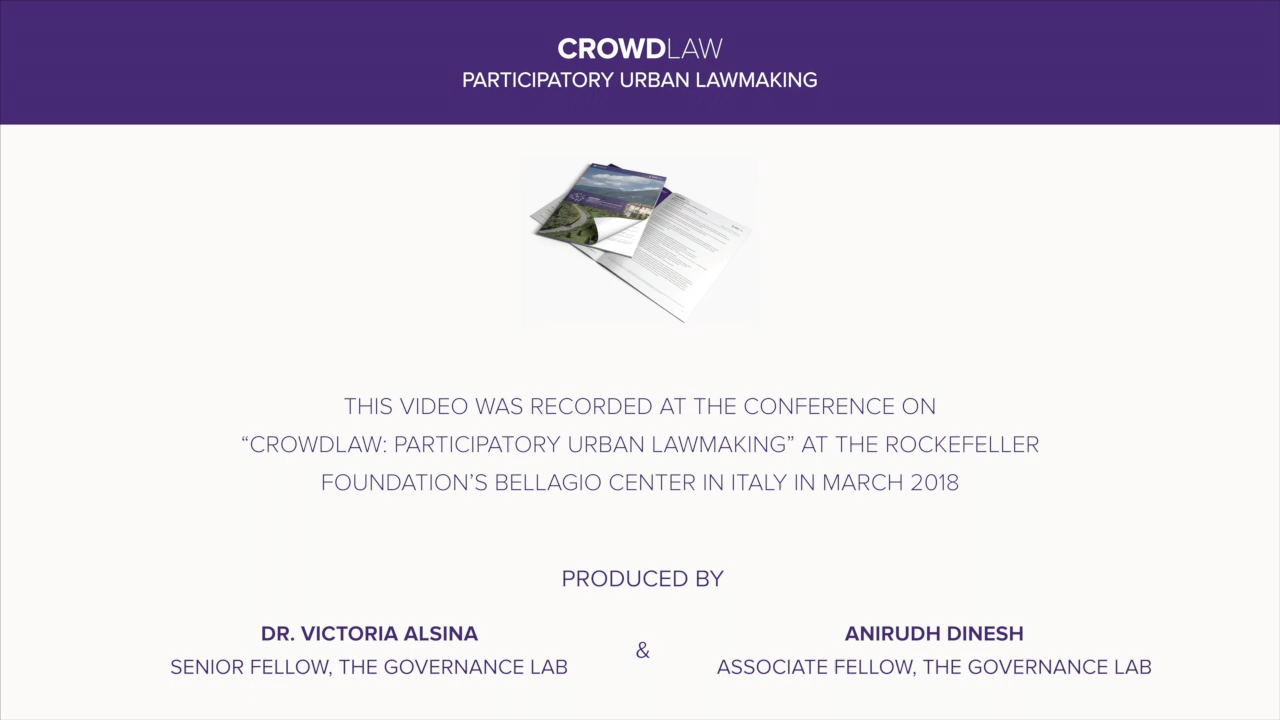 CROWDLAW
PARTICIPATORY URBAN LAWMAKING
THIS VIDEO WAS RECORDED AT THE CONFERENCE ON
“CROWDLAW: PARTICIPATORY URBAN LAWMAKING” AT THE ROCKEFELLER
FOUNDATION’S BELLAGIO CENTER IN ITALY IN MARCH 2018
PRODUCED BY
DR. VICTORIA ALSINA
SENIOR FELLOW, THE GOVERNANCE LAB
&
ANIRUDH DINESH
ASSOCIATE FELLOW, THE GOVERNANCE LAB